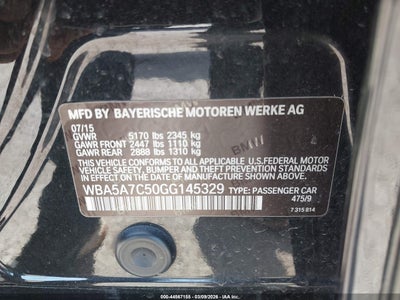 MFD BY BAYERISCHE MOTOREN WERKE AG
07/15
GVWR 5170 lbs 2345 kg
GAWR FRONT 2447 lbs 1110 kg
GAWR REAR 2888 lbs 1310 kg
THIS VEHICLE CONFORMS TO ALL APPLICABLE U.S. FEDERAL MOTOR
VEHICLE SAFETY, BUMPER AND THEFT PREVENTION STANDARDS
IN EFFECT ON THE DATE OF MANUFACTURE SHOWN ABOVE.
WBA5A7C50GG145329 TYPE: PASSENGER CAR
475/9
7 315 814
000-44567155 - 03/09/2026 - IAA, LLC